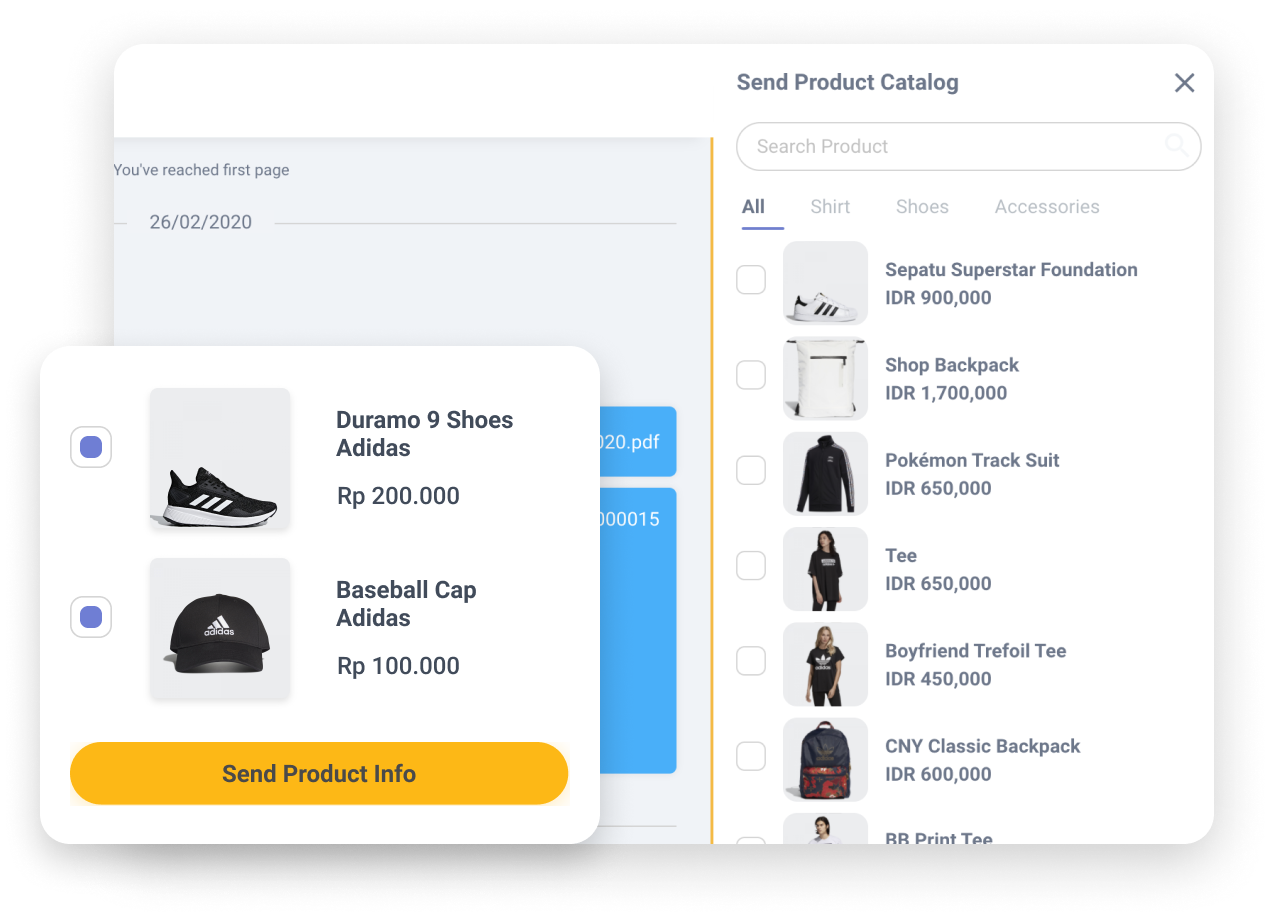 Send Product Catalog
Search Product
All Shirt Shoes Accessories
You've reached first page
26/02/2020
020.pdf
000015
Sepatu Superstar Foundation
IDR 900,000
Shop Backpack
IDR 1,700,000
Pokémon Track Suit
IDR 650,000
Tee
IDR 650,000
Boyfriend Trefoil Tee
IDR 450,000
CNY Classic Backpack
IDR 600,000
BB Print Tee
Duramo 9 Shoes
Adidas
Rp 200.000
adidas
Baseball Cap
Adidas
Rp 100.000
Send Product Info